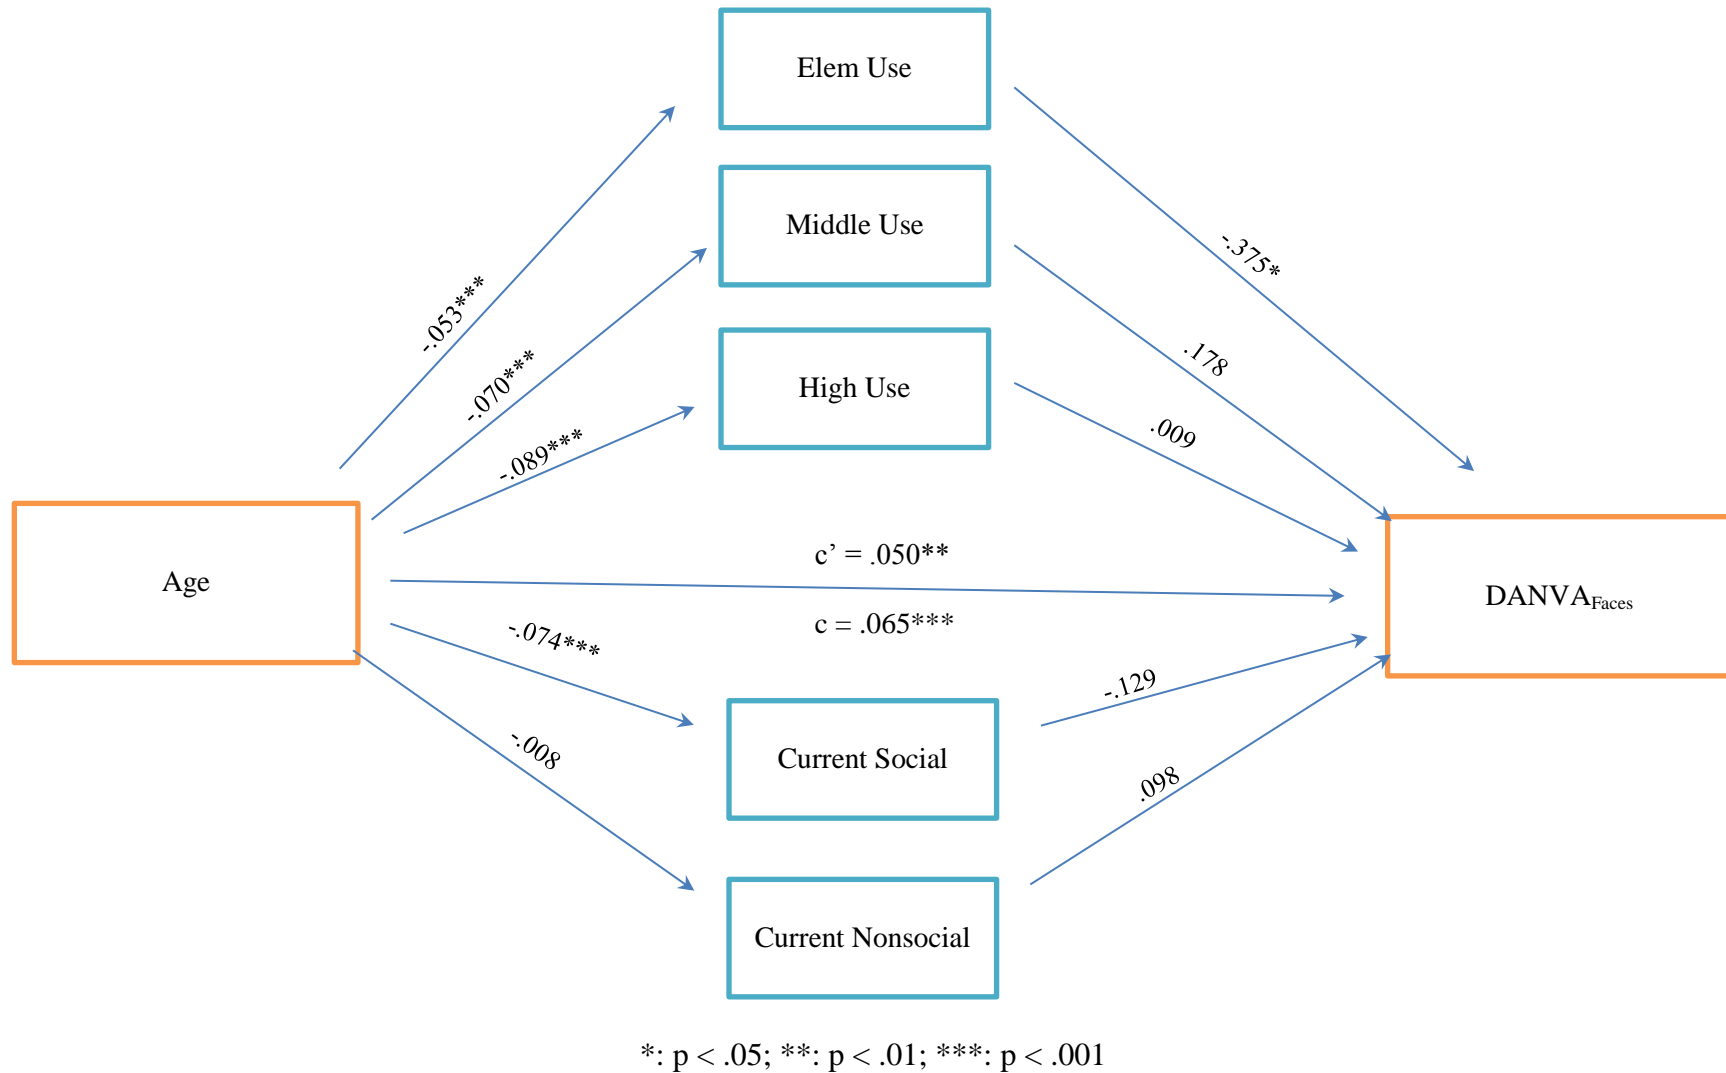 Elem Use
Middle Use
-.375*
-.053***
.178
-.070***
High Use
.009
-.089***
c’ = .050**
Age
DANVAFaces
c = .065***
-.074***
-.129
-.008
Current Social
.098
Current Nonsocial
*: p < .05; **: p < .01; ***: p < .001